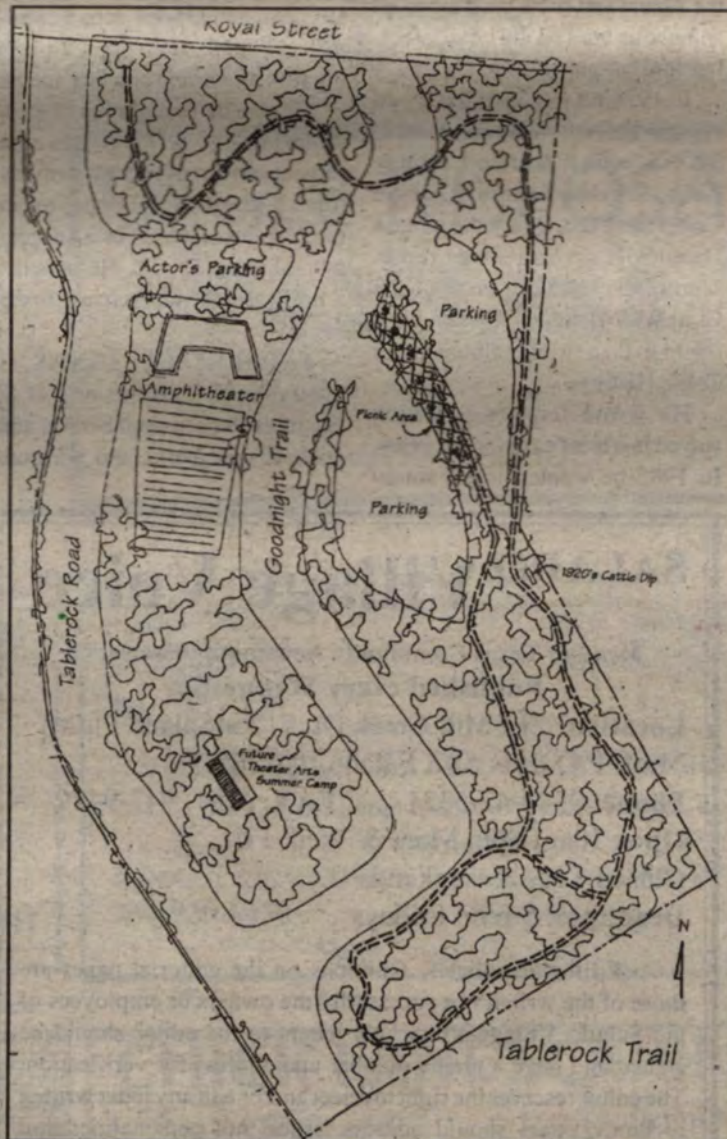 Royal Street
Actor's Parking
Parking
Amphitheater
Picnic Area
Goodnight Trail
Parking
1920's Cattle Dip
Tablerock Road
Future
Theater Arts
Summer Camp
N
Tablerock Trail